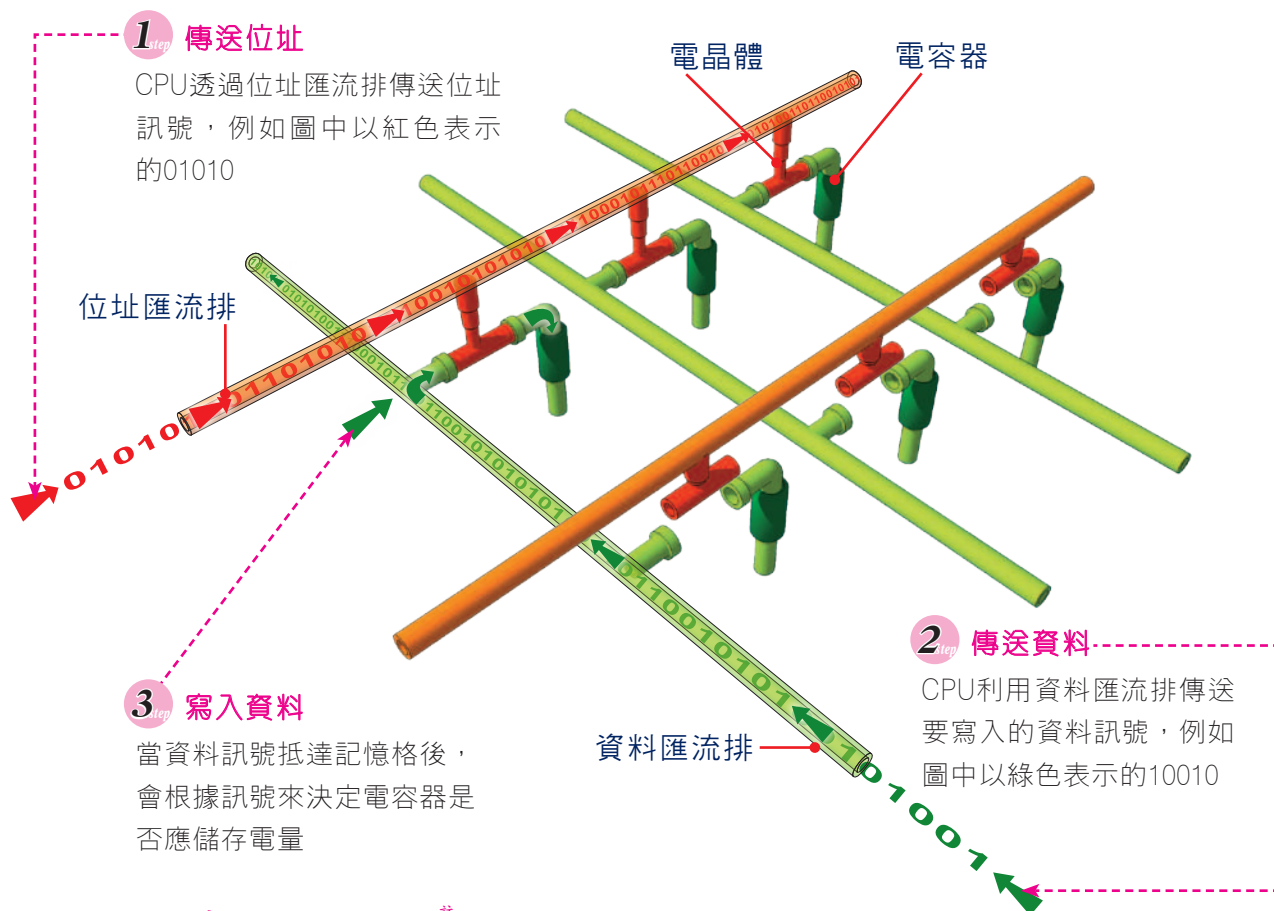 1 step 傳送位址
CPU透過位址匯流排傳送位址
訊號，例如圖中以紅色表示
的01010
電晶體
電容器
位址匯流排
01010
01101010
100101010
1000101110110010
2 step 傳送資料
CPU利用資料匯流排傳送
要寫入的資料訊號，例如
圖中以綠色表示的10010
3 step 寫入資料
當資料訊號抵達記憶格後，
會根據訊號來決定電容器是
否應儲存電量
資料匯流排
1100101010101
01100101010